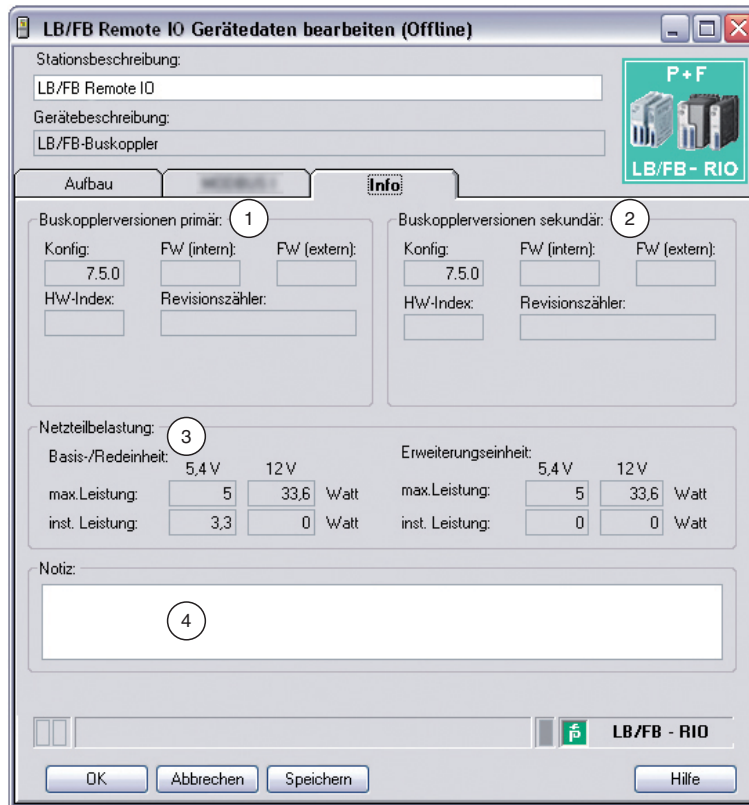 LB/FB Remote IO Gerätedaten bearbeiten (Offline)
Stationsbeschreibung:
LB/FB Remote IO
Gerätebeschreibung:
LB/FB-Buskoppler
P+F
LB/FB - RIO
Aufbau Info
Buskopplerversionen primär: 1
Konfig: FW (intern): FW (extern):
7.5.0
HW-Index: Revisionszähler:
Buskopplerversionen sekundär: 2
Konfig: FW (intern): FW (extern):
7.5.0
HW-Index: Revisionszähler:
Netzteilbelastung: 3
Basis-/Redeinheit: 5,4 V 12 V
max.Leistung: 5 33,6 Watt
inst. Leistung: 3,3 0 Watt
Erweiterungseinheit: 5,4 V 12 V
max.Leistung: 5 33,6 Watt
inst. Leistung: 0 0 Watt
Notiz:
4
LB/FB - RIO
OK Abbrechen Speichern Hilfe